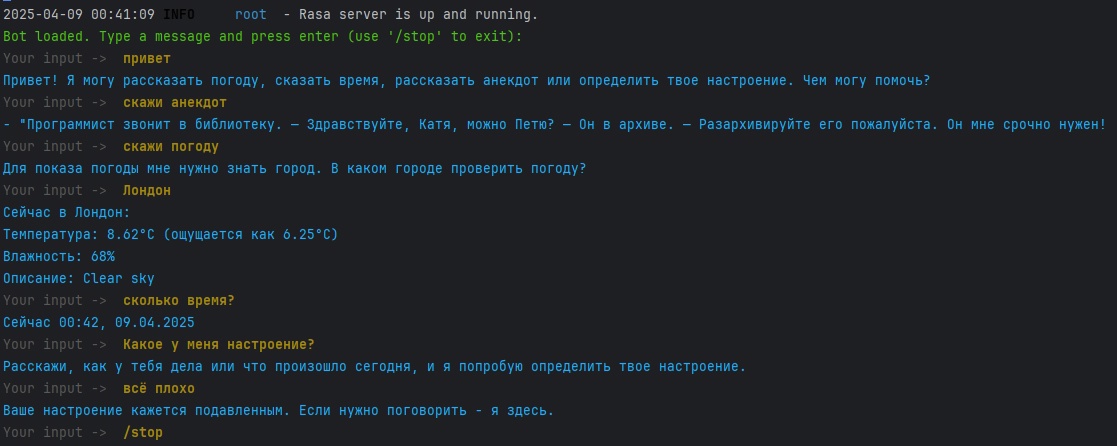 2025-04-09 00:41:09 INFO     root  - Rasa server is up and running.
Bot loaded. Type a message and press enter (use '/stop' to exit):
Your input ->  привет
Привет! Я могу рассказать погоду, сказать время, рассказать анекдот или определить твое настроение. Чем могу помочь?
Your input ->  скажи анекдот
- "Программист звонит в библиотеку. — Здравствуйте, Катя, можно Петю? — Он в архиве. — Разархивируйте его пожалуйста. Он мне срочно нужен!
Your input ->  скажи погоду
Для показа погоды мне нужно знать город. В каком городе проверить погоду?
Your input ->  Лондон
Сейчас в Лондон:
Температура: 8.62°C (ощущается как 6.25°C)
Влажность: 68%
Описание: Clear sky
Your input ->  сколько время?
Сейчас 00:42, 09.04.2025
Your input ->  Какое у меня настроение?
Расскажи, как у тебя дела или что произошло сегодня, и я попробую определить твое настроение.
Your input ->  всё плохо
Ваше настроение кажется подавленным. Если нужно поговорить - я здесь.
Your input ->  /stop